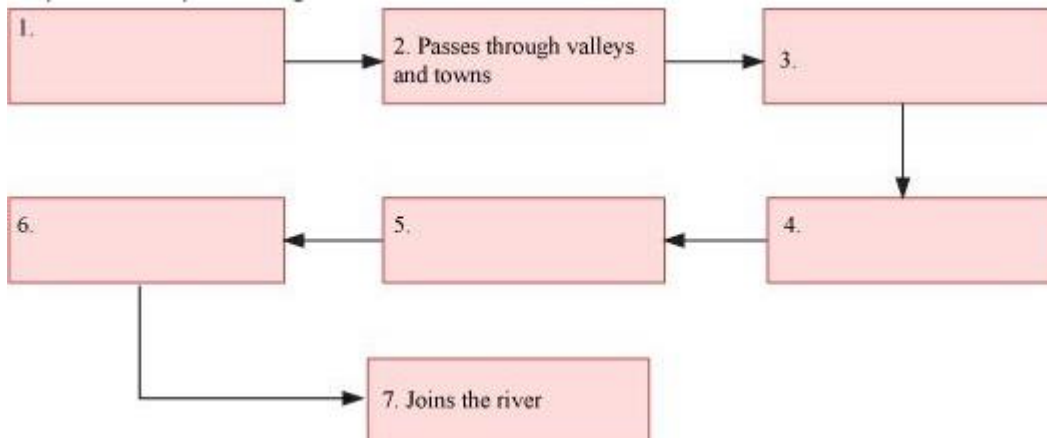 1.
2. Passes through valleys
and towns
3.
4.
5.
6.
7. Joins the river